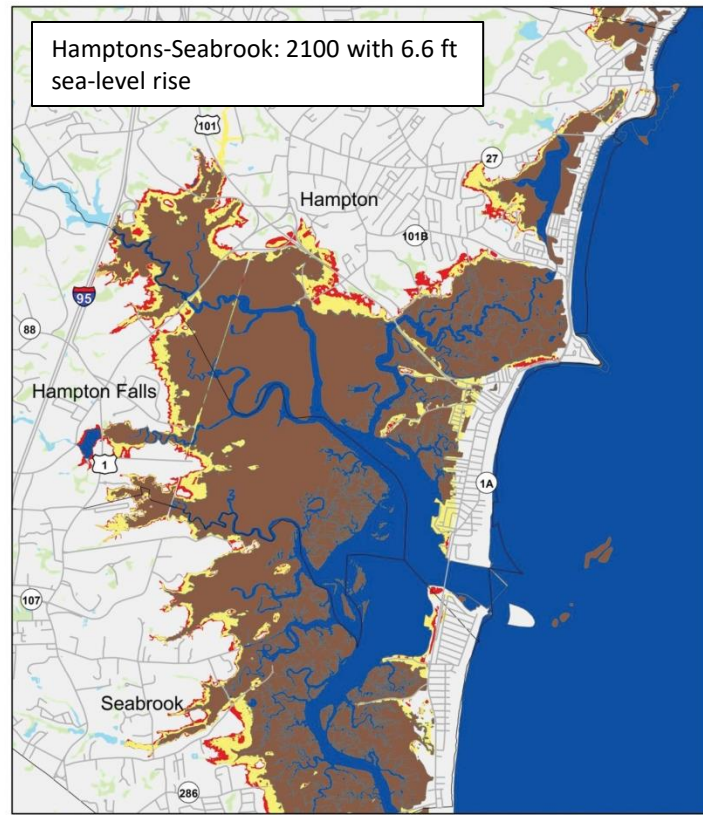 Hamptons-Seabrook: 2100 with 6.6 ft
sea-level rise
101
27
Hampton
101B
95
88
Hampton Falls
1
1A
107
Seabrook
286